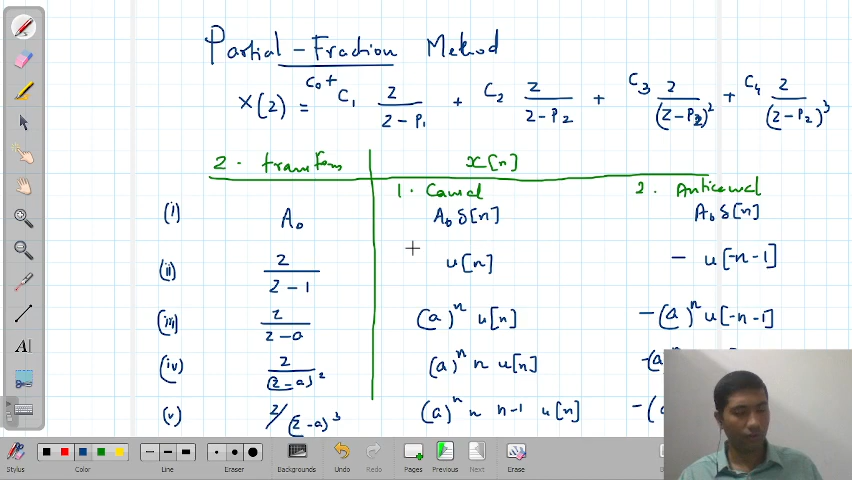 Partial-Fraction Method
X(z) = C0 + C1 z/(z-P1) + C2 z/(z-P2) + C3 z/(z-P2)^2 + C4 z/(z-P2)^3
Z-transform x[n]
1. Causal 2. Anticausal
(i) A0 A0 δ[n] A0 δ[n]
(ii) z/(z-1) u[n] - u[-n-1]
(iii) z/(z-a) (a)^n u[n] -(a)^n u[-n-1]
(iv) z/(z-a)^2 (a)^n n u[n] -(a
(v) z/(z-a)^3 (a)^n n n-1 u[n] -(
Stylus Color Line Eraser Backgrounds Undo Redo Pages Previous Next Erase